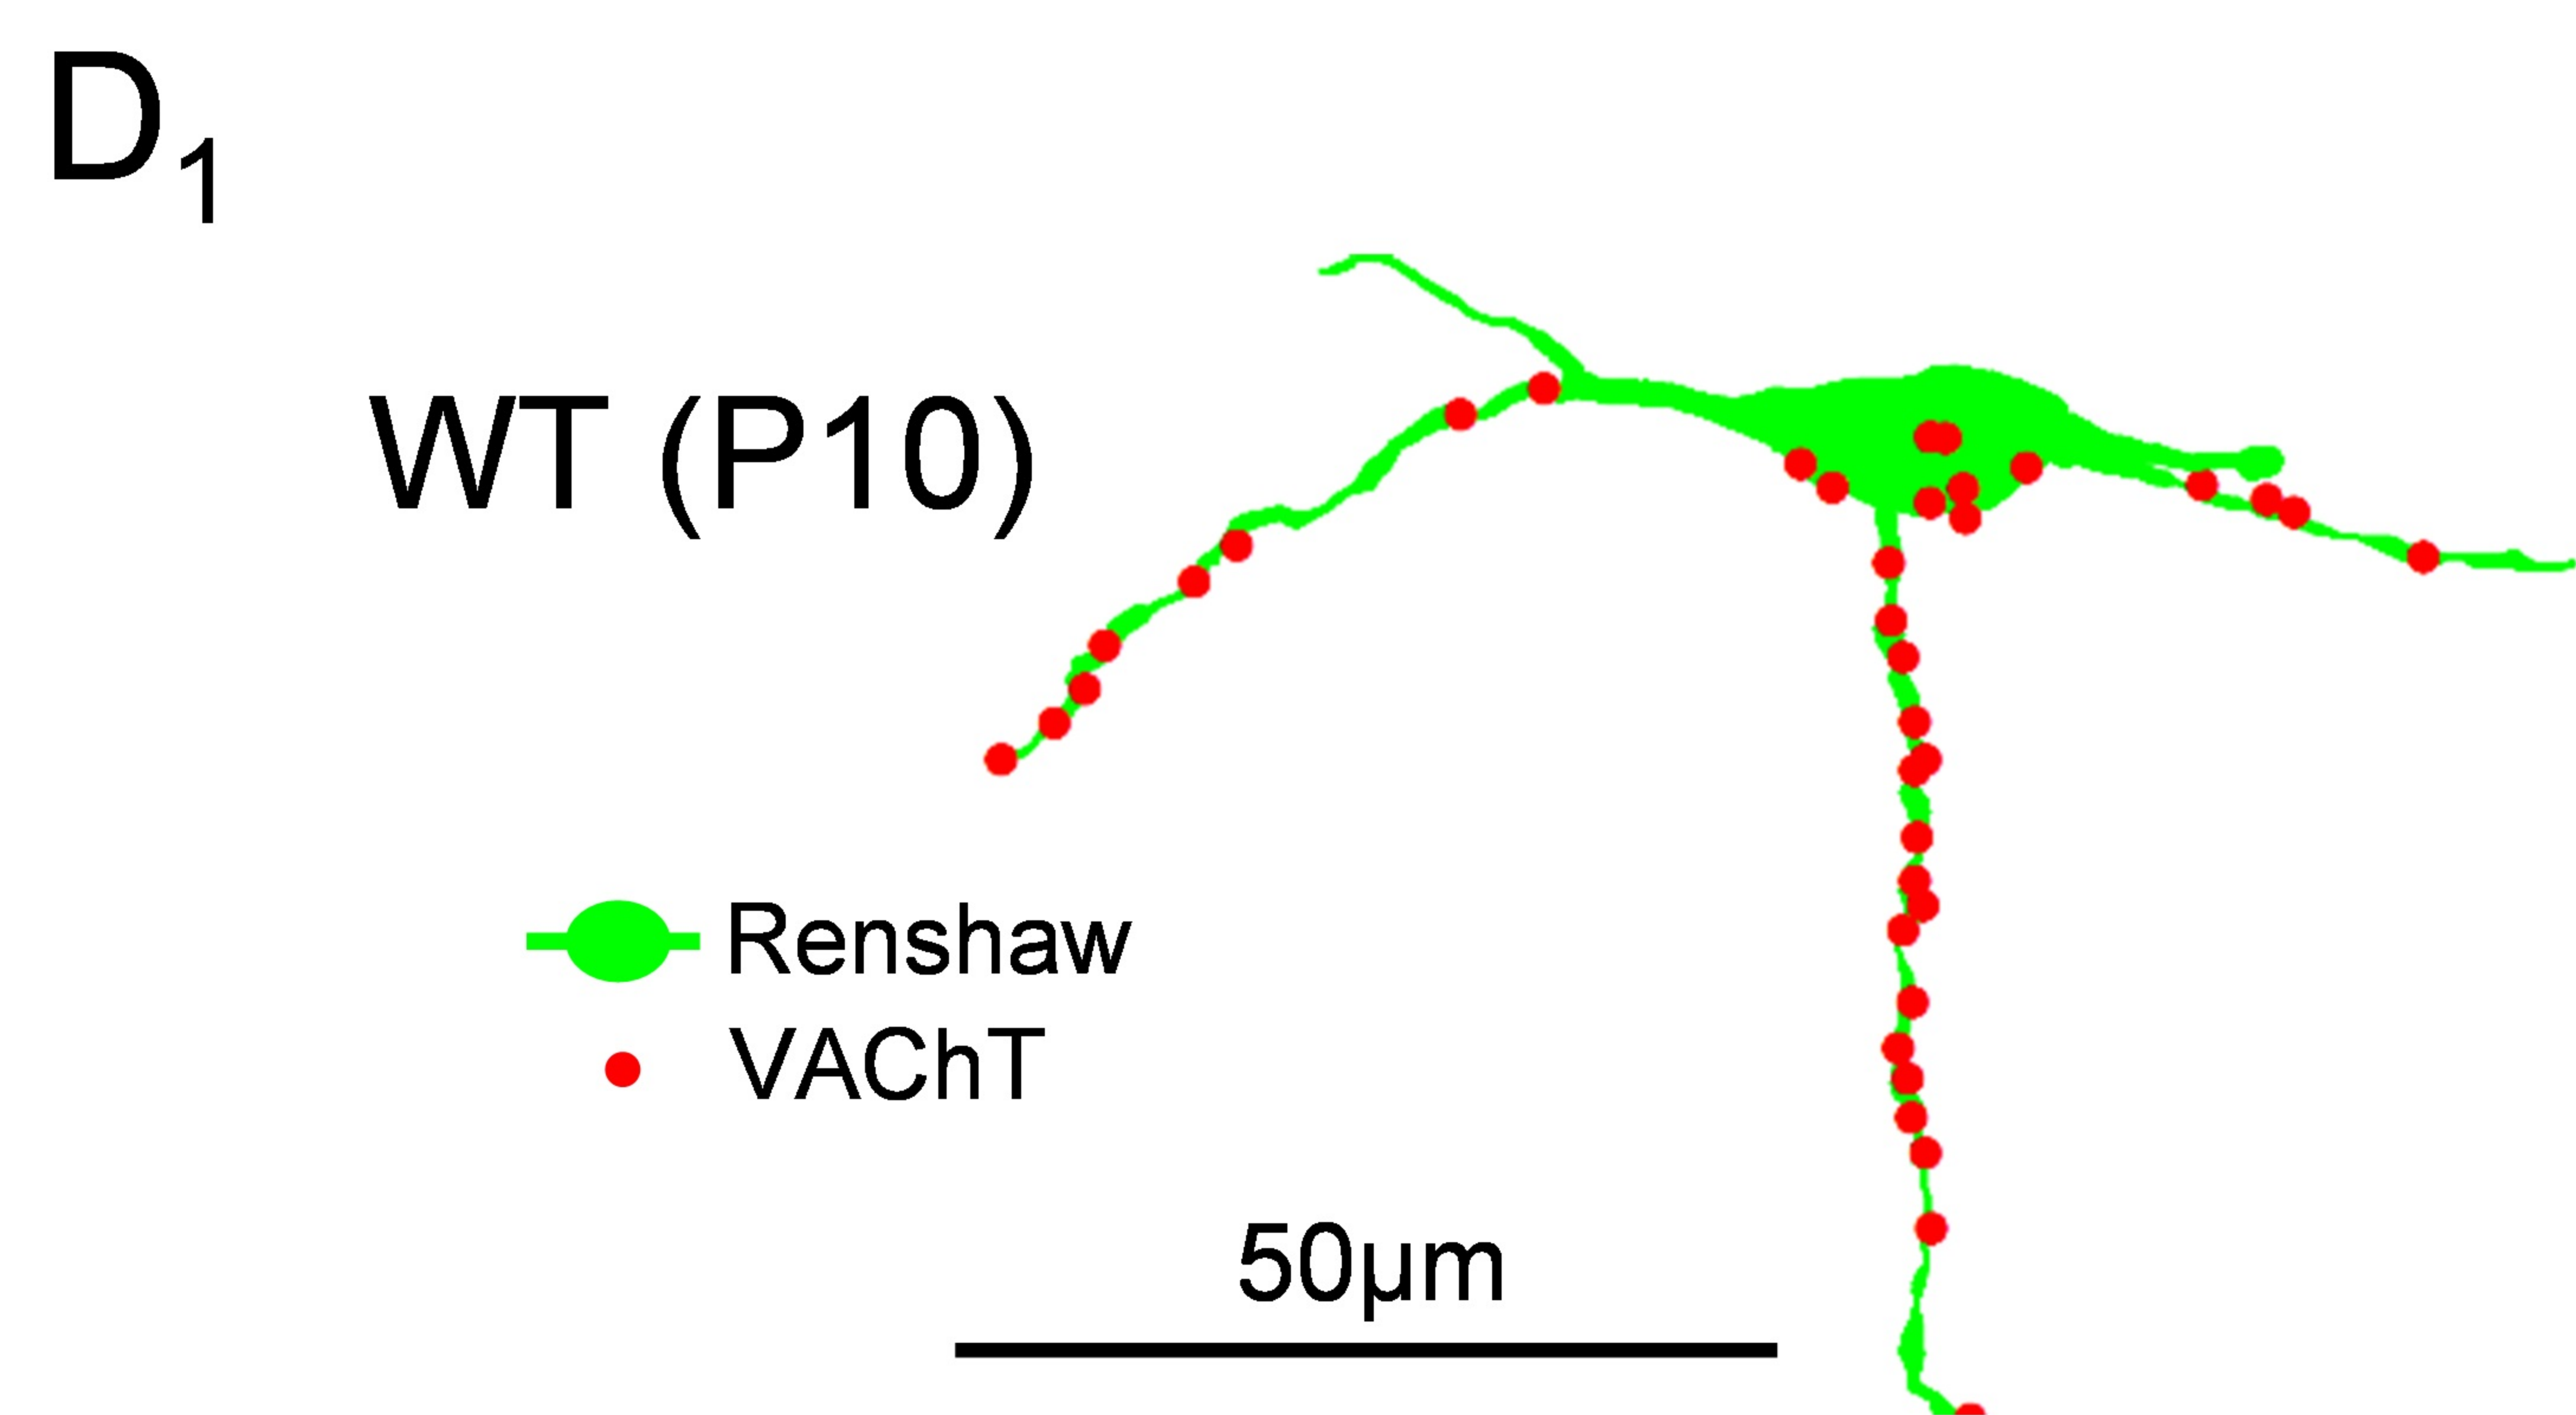 D₁
WT (P10)
Renshaw
VAChT
50µm